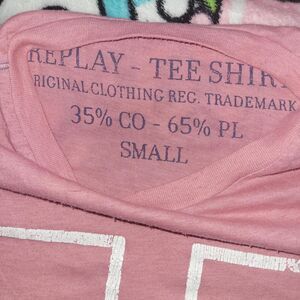 REPLAY - TEE SHIRT
RIGINAL CLOTHING REG. TRADEMARK
35% CO - 65% PL
SMALL